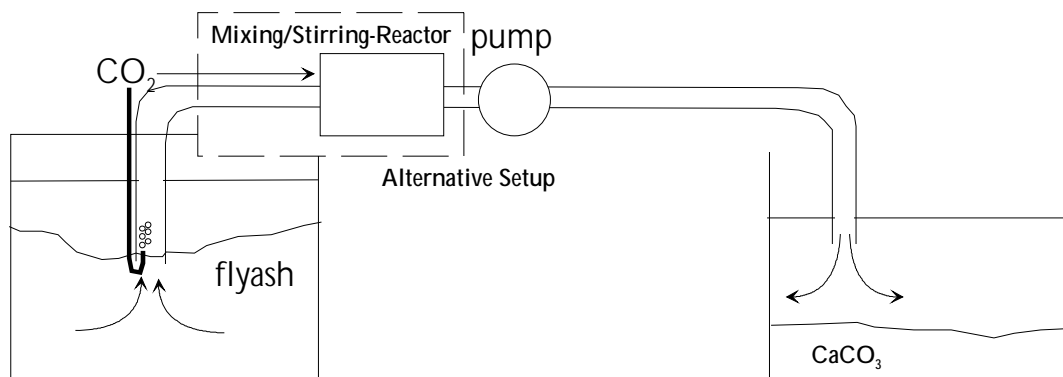 Mixing/Stirring-Reactor
pump
CO₂
Alternative Setup
flyash
CaCO₃